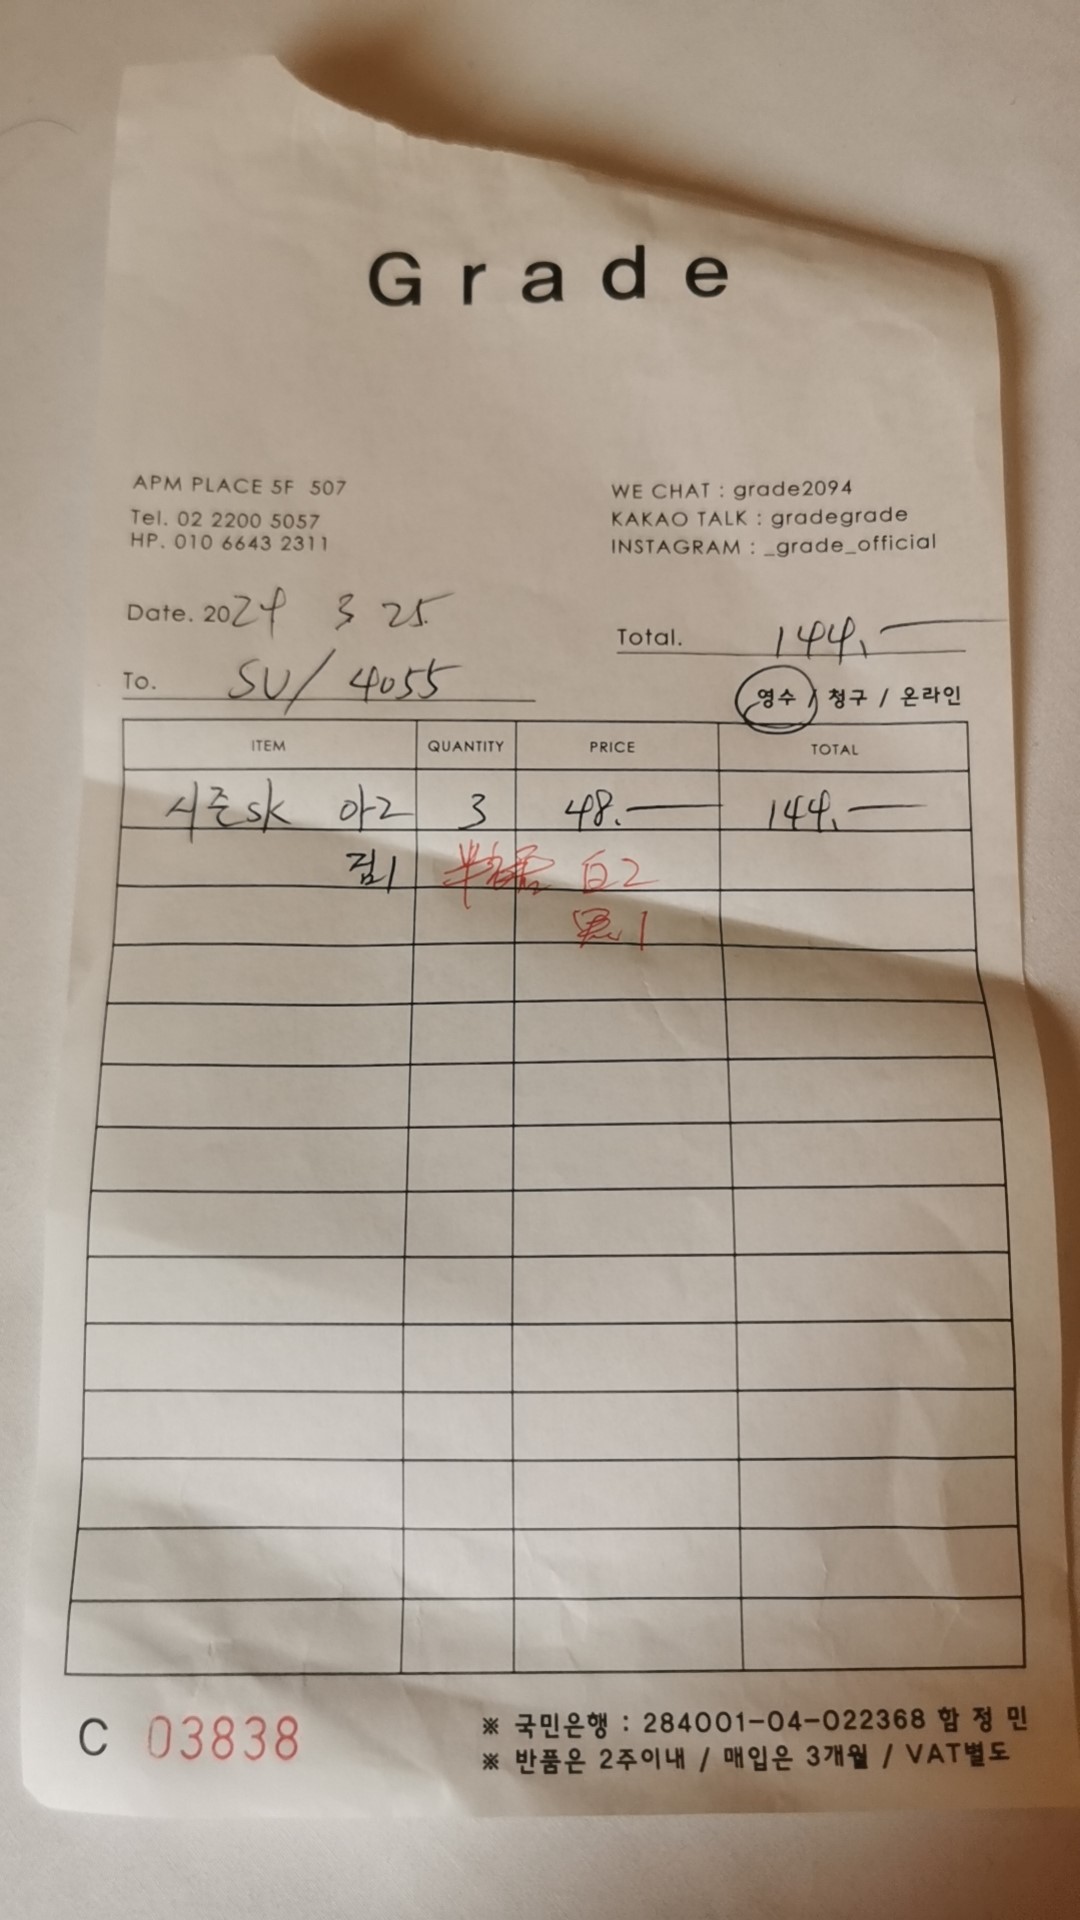 Grade
APM PLACE 5F 507
Tel. 02 2200 5057
HP. 010 6643 2311
WE CHAT : grade2094
KAKAO TALK : gradegrade
INSTAGRAM : _grade_official
Date. 2024 3 25.
Total. 144.
To. SU/ 4055
영수 / 청구 / 온라인
ITEM QUANTITY PRICE TOTAL
시준SK 아2 3 48. 144.
검1 半 白2
黑1
C 03838
※ 국민은행 : 284001-04-022368 함정민
※ 반품은 2주이내 / 매입은 3개월 / VAT별도